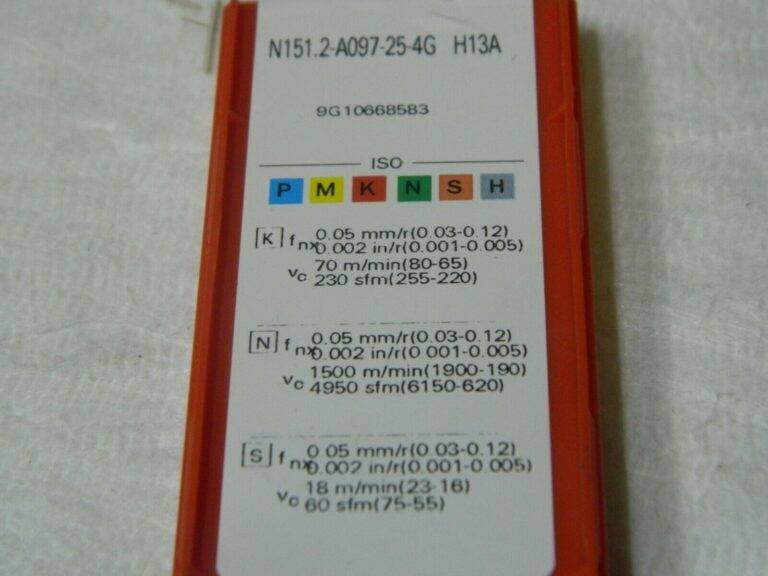 N151.2-A097-25-4G H13A
9G10668583
ISO
P M K N S H
K fnx 0.05 mm/r(0.03-0.12)
0.002 in/r(0.001-0.005)
vc 70 m/min(80-65)
230 sfm(255-220)
N fnx 0.05 mm/r(0.03-0.12)
0.002 in/r(0.001-0.005)
vc 1500 m/min(1900-190)
4950 sfm(6150-620)
S fnx 0.05 mm/r(0.03-0.12)
0.002 in/r(0.001-0.005)
vc 18 m/min(23-16)
60 sfm(75-55)